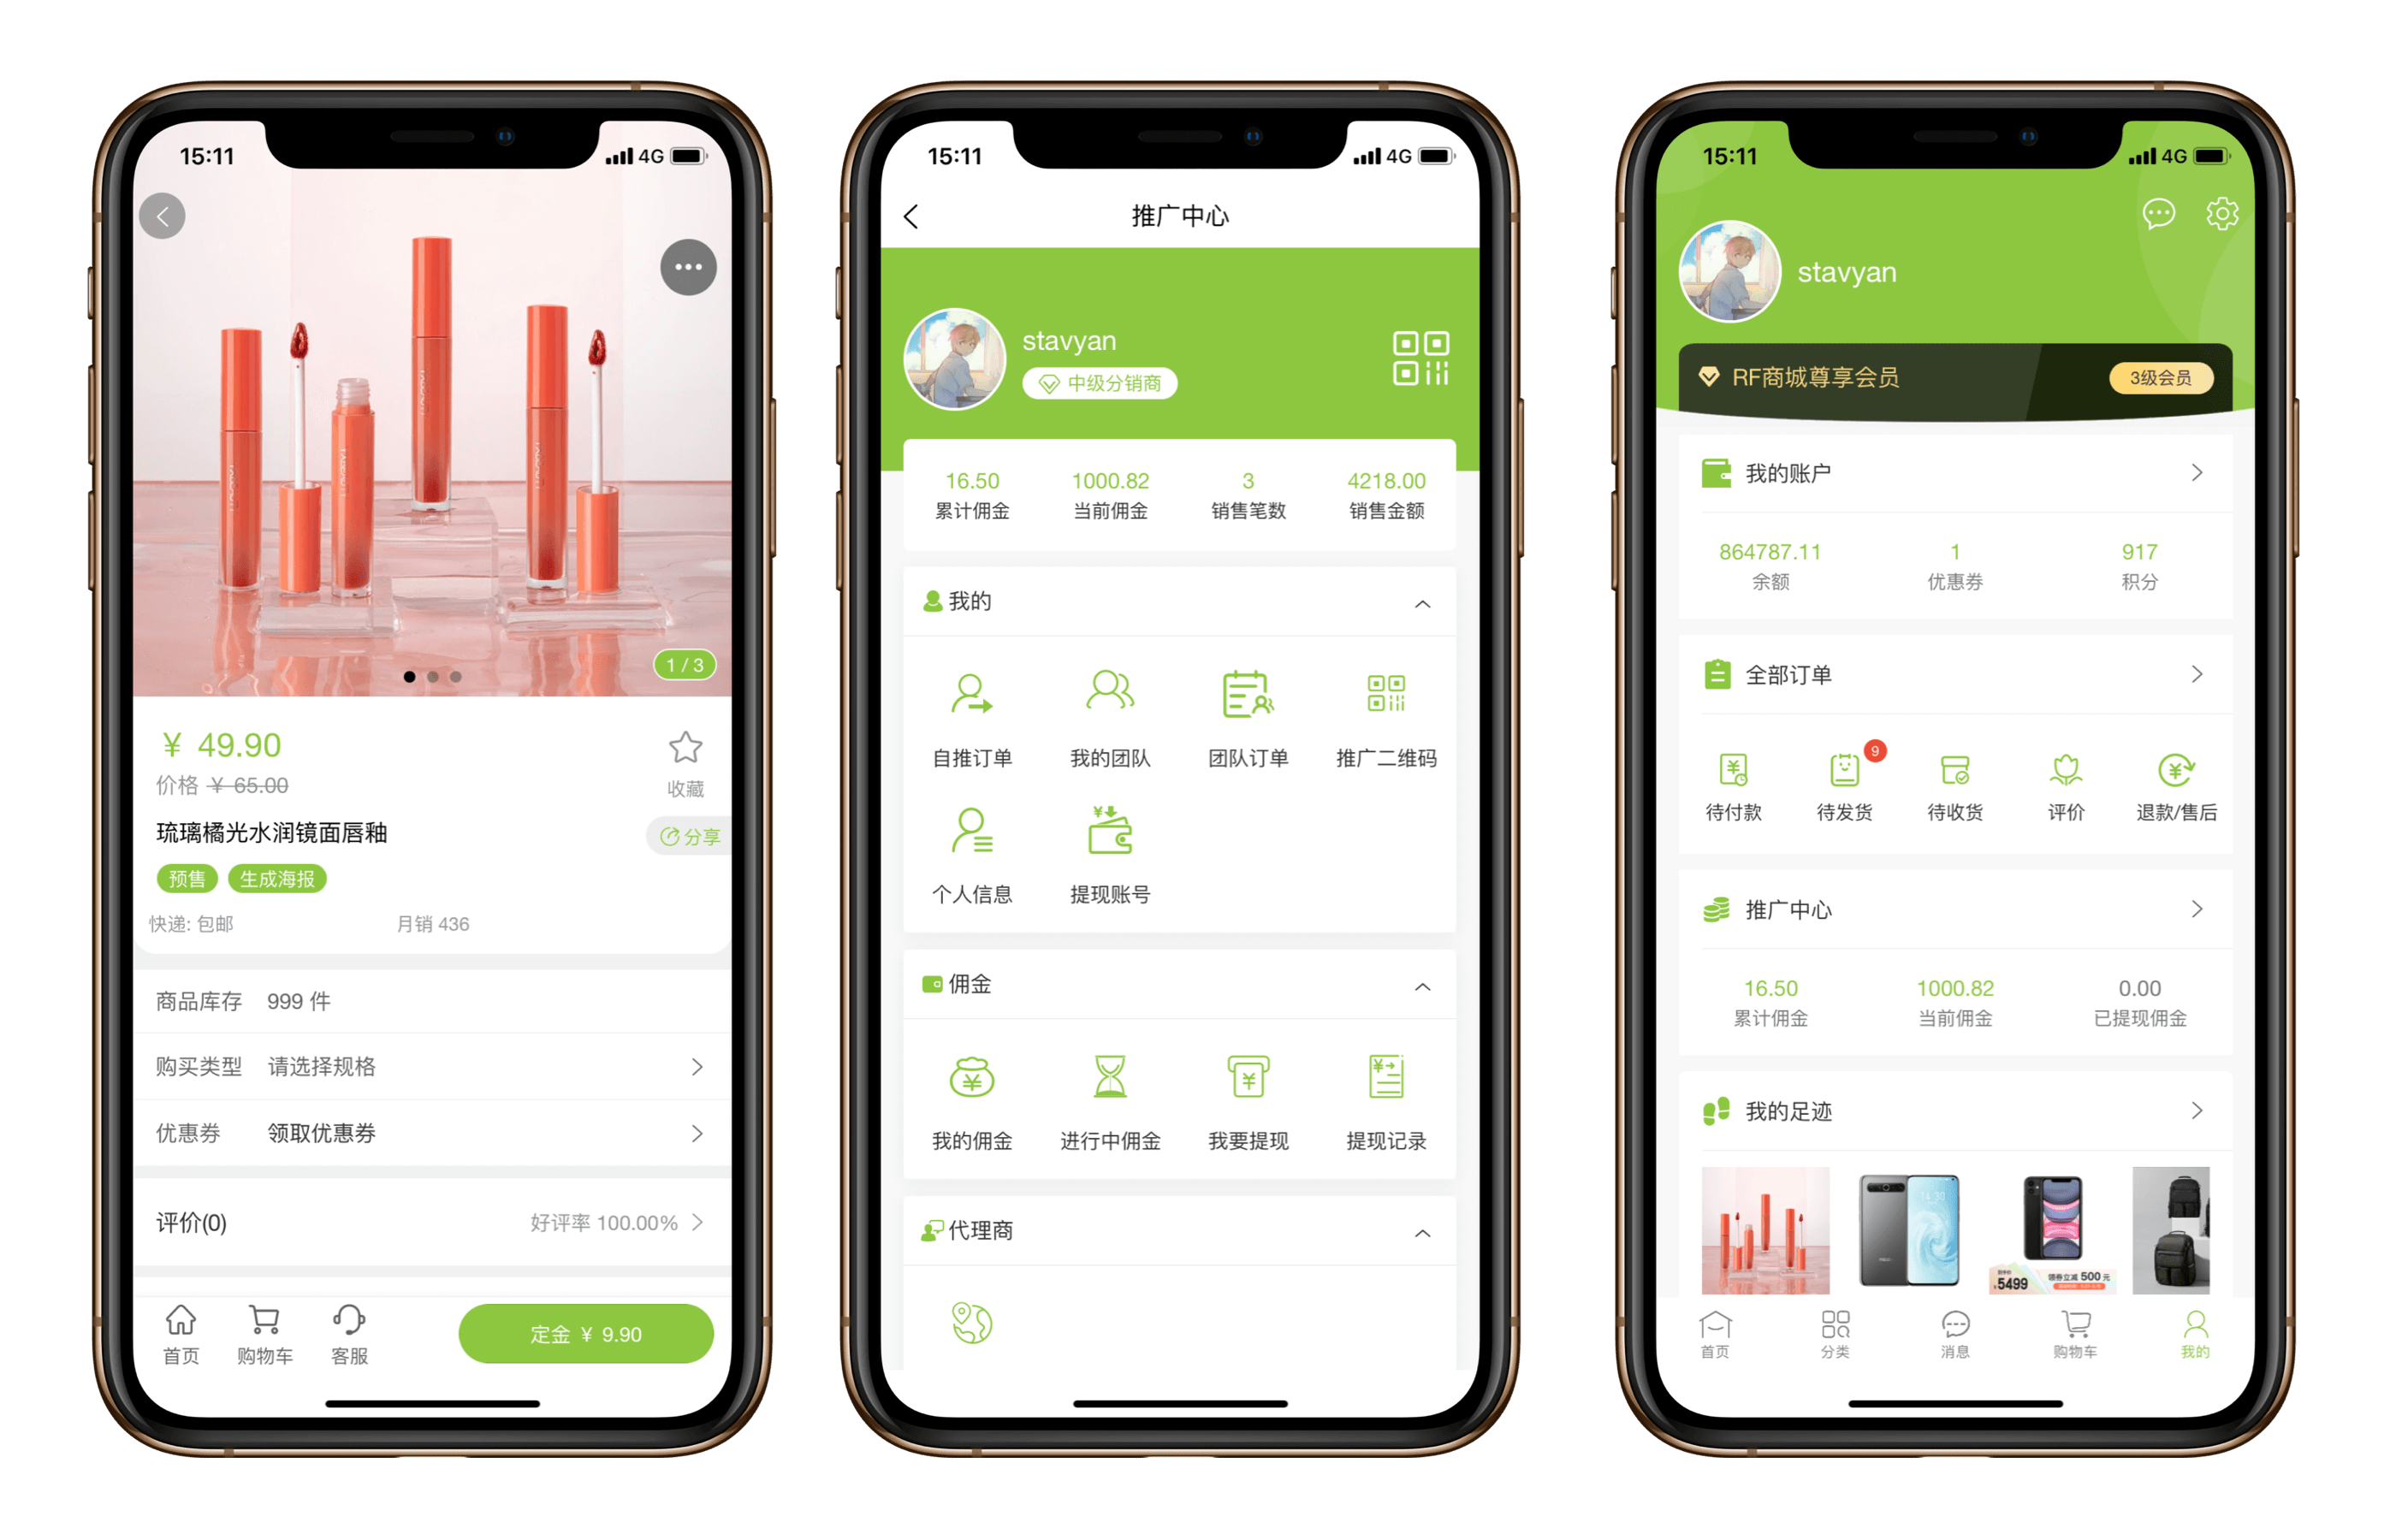 15:11
4G
1 / 3
¥ 49.90
价格 ¥ 65.00
收藏
琉璃橘光水润镜面唇釉
分享
预售 生成海报
快递: 包邮 月销 436
商品库存 999 件
购买类型 请选择规格
优惠券 领取优惠券
评价(0) 好评率 100.00%
首页 购物车 客服
定金 ¥ 9.90
15:11
4G
推广中心
stavyan
中级分销商
16.50 1000.82 3 4218.00
累计佣金 当前佣金 销售笔数 销售金额
我的
自推订单 我的团队 团队订单 推广二维码
个人信息 提现账号
佣金
我的佣金 进行中佣金 我要提现 提现记录
代理商
15:11
4G
stavyan
RF商城尊享会员 3级会员
我的账户
864787.11 1 917
余额 优惠券 积分
全部订单
9
待付款 待发货 待收货 评价 退款/售后
推广中心
16.50 1000.82 0.00
累计佣金 当前佣金 已提现佣金
我的足迹
14:30
5499 领券立减 500 元
首页 分类 消息 购物车 我的